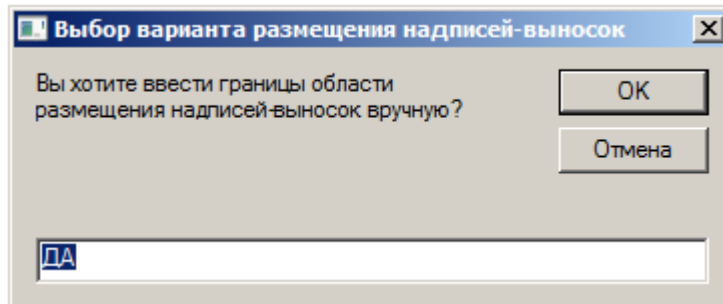 Выбор варианта размещения надписей-выносок
Вы хотите ввести границы области
размещения надписей-выносок вручную?
OK
Отмена
ДА